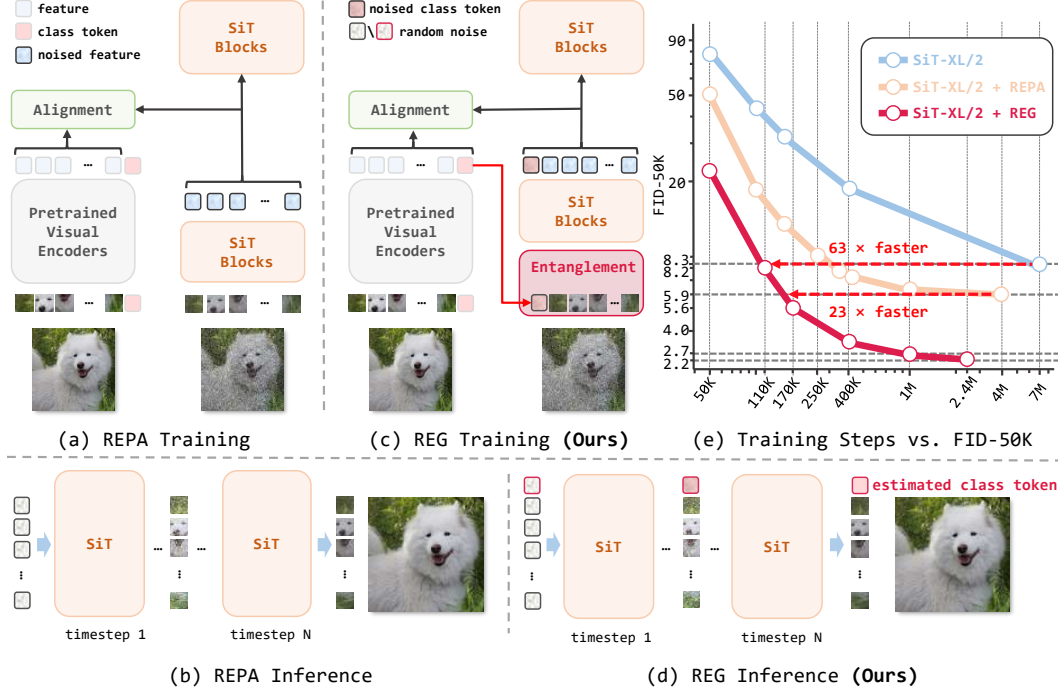 feature
class token
noised feature
SiT
Blocks
Alignment
...
...
Pretrained
Visual
Encoders
SiT
Blocks
...
...
(a) REPA Training
noised class token
\ random noise
SiT
Blocks
Alignment
...
...
Pretrained
Visual
Encoders
SiT
Blocks
Entanglement
...
...
(c) REG Training (Ours)
FID-50K
90
50
20
8.3
8.2
5.9
5.6
4.0
2.7
2.2
SiT-XL/2
SiT-XL/2 + REPA
SiT-XL/2 + REG
63 × faster
23 × faster
50K
110K
170K
250K
400K
1M
2.4M
4M
7M
(e) Training Steps vs. FID-50K
SiT
... ...
SiT
timestep 1
timestep N
(b) REPA Inference
estimated class token
SiT
... ...
SiT
timestep 1
timestep N
(d) REG Inference (Ours)